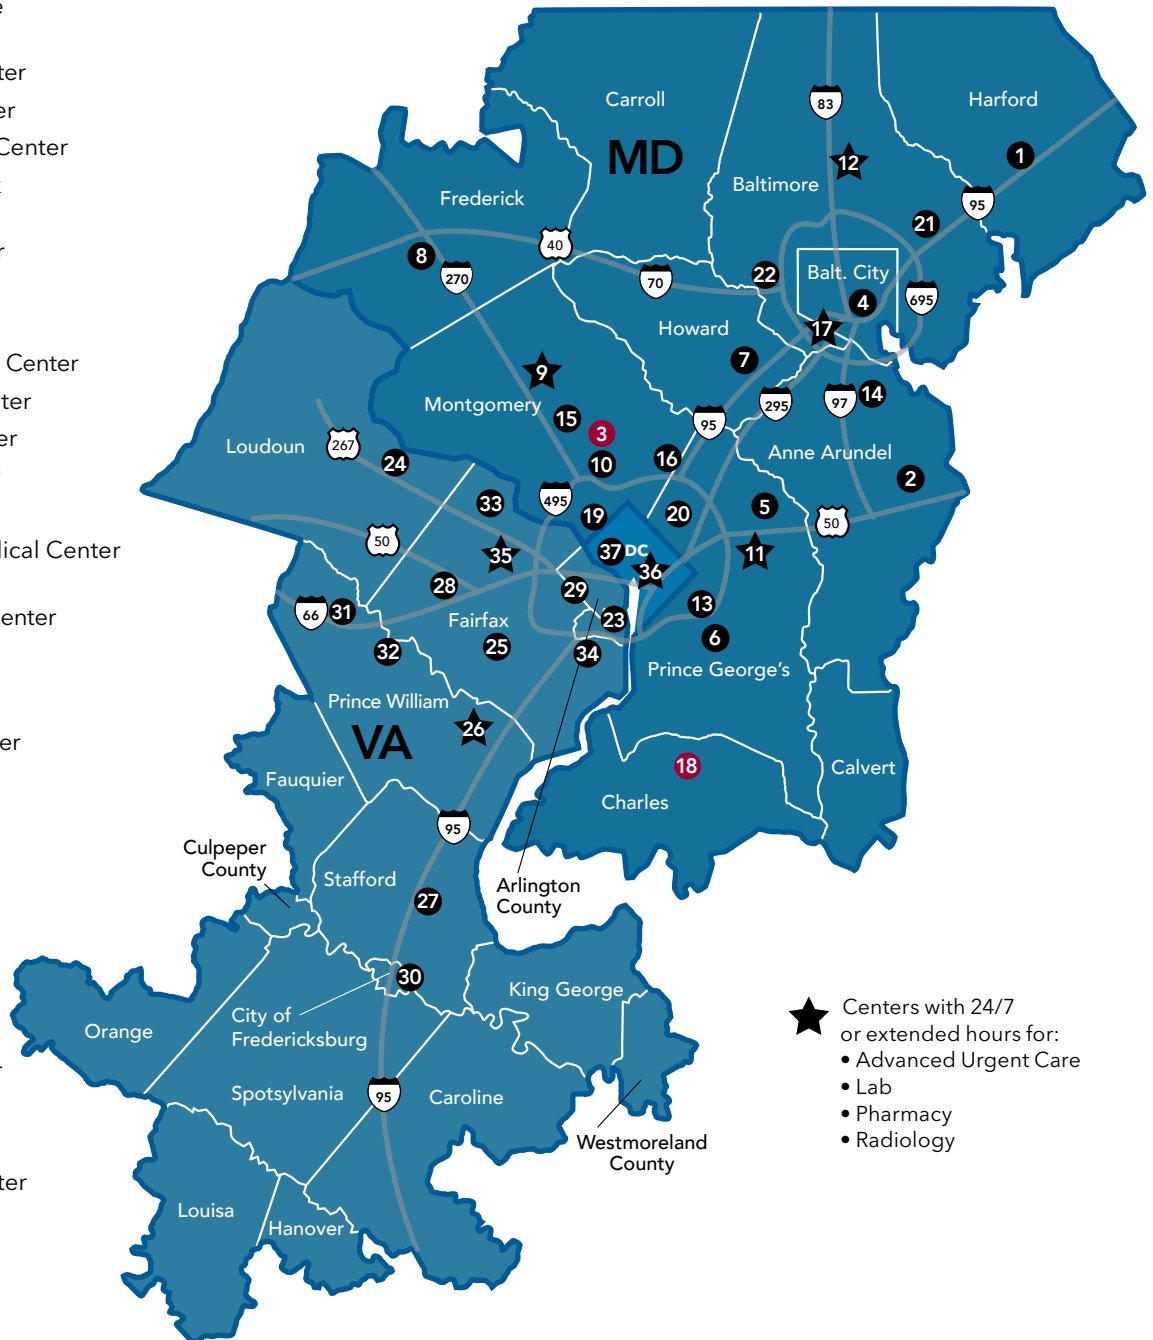 ter
er
Center
r
Center
ter
er
dical Center
enter
er
ter
Carroll
MD
Harford
83
12
1
Baltimore
95
21
Frederick
40
8
270
70
22
Balt. City
4
695
17
Howard
7
9
Montgomery
15
3
10
16
95
295
97
14
Loudoun
267
24
Anne Arundel
2
33
495
19
20
5
50
50
35
37
DC
36
11
28
29
66
31
Fairfax
23
13
32
25
34
6
Prince George's
Prince William
26
VA
Fauquier
18
Calvert
Charles
95
Culpeper
County
Stafford
27
Arlington
County
30
King George
City of
Fredericksburg
Orange
Spotsylvania
95
Caroline
Westmoreland
County
Louisa
Hanover
Centers with 24/7
or extended hours for:
• Advanced Urgent Care
• Lab
• Pharmacy
• Radiology